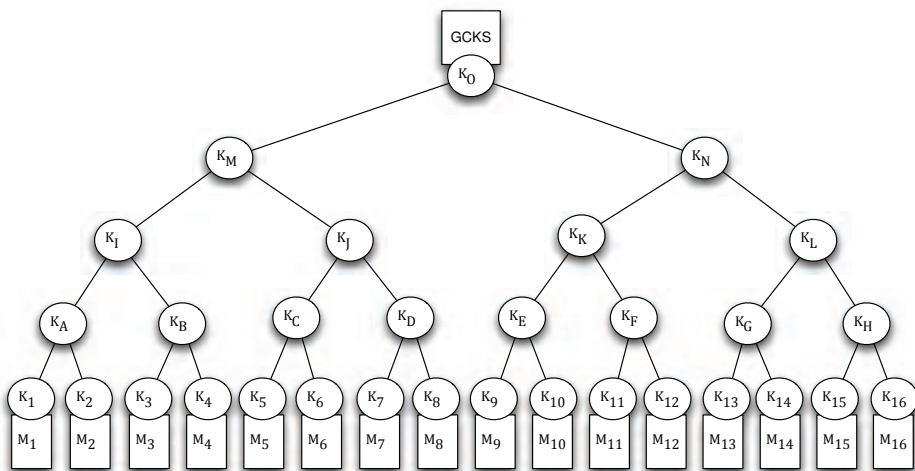 GCKS
K_O
K_M K_N
K_I K_J K_K K_L
K_A K_B K_C K_D K_E K_F K_G K_H
K_1 K_2 K_3 K_4 K_5 K_6 K_7 K_8 K_9 K_10 K_11 K_12 K_13 K_14 K_15 K_16
M_1 M_2 M_3 M_4 M_5 M_6 M_7 M_8 M_9 M_10 M_11 M_12 M_13 M_14 M_15 M_16